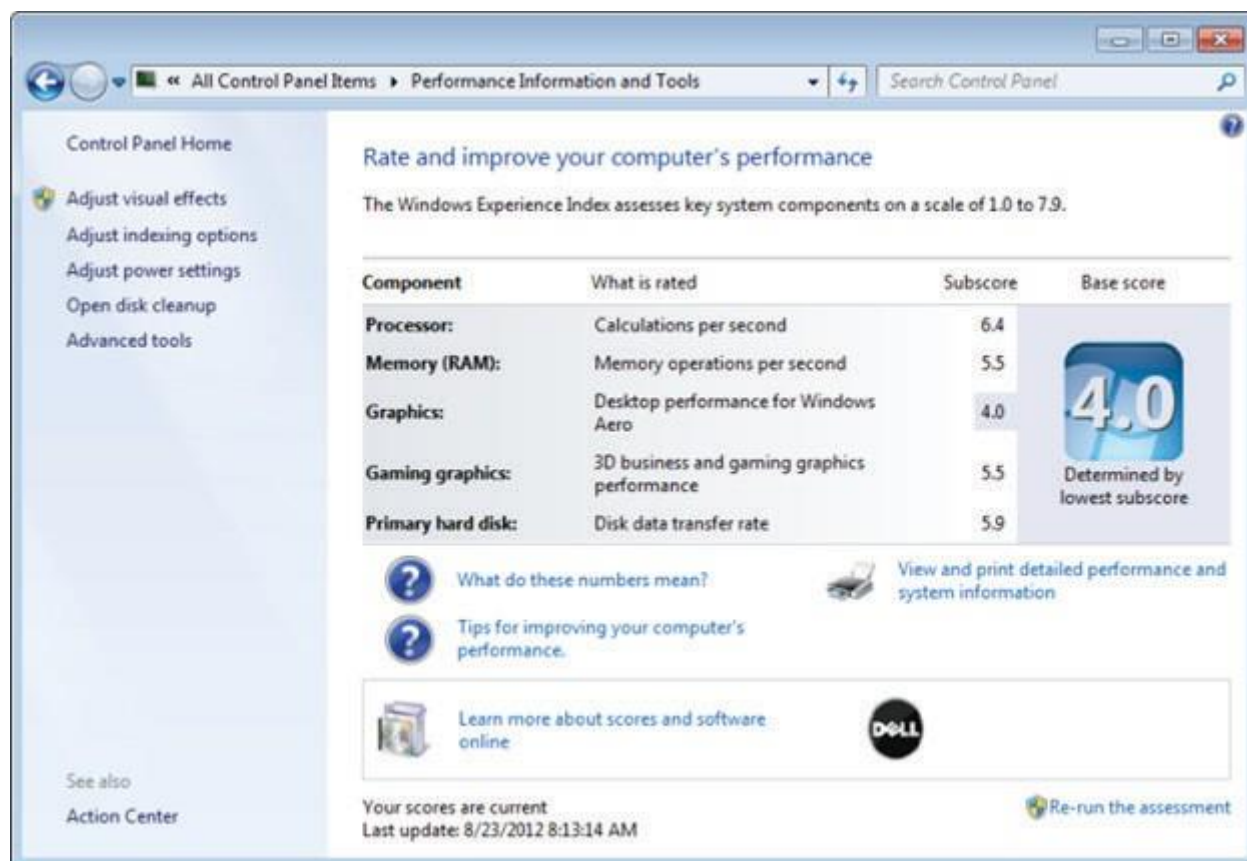 « All Control Panel Items ▸ Performance Information and Tools
Search Control Panel
Control Panel Home
Adjust visual effects
Adjust indexing options
Adjust power settings
Open disk cleanup
Advanced tools
See also
Action Center
Rate and improve your computer's performance
The Windows Experience Index assesses key system components on a scale of 1.0 to 7.9.
Component What is rated Subscore Base score
Processor: Calculations per second 6.4
Memory (RAM): Memory operations per second 5.5
Graphics: Desktop performance for Windows
Aero 4.0
Gaming graphics: 3D business and gaming graphics
performance 5.5
Primary hard disk: Disk data transfer rate 5.9
4.0
Determined by
lowest subscore
What do these numbers mean?
View and print detailed performance and
system information
Tips for improving your computer's
performance.
Learn more about scores and software
online
DELL
Your scores are current
Last update: 8/23/2012 8:13:14 AM
Re-run the assessment